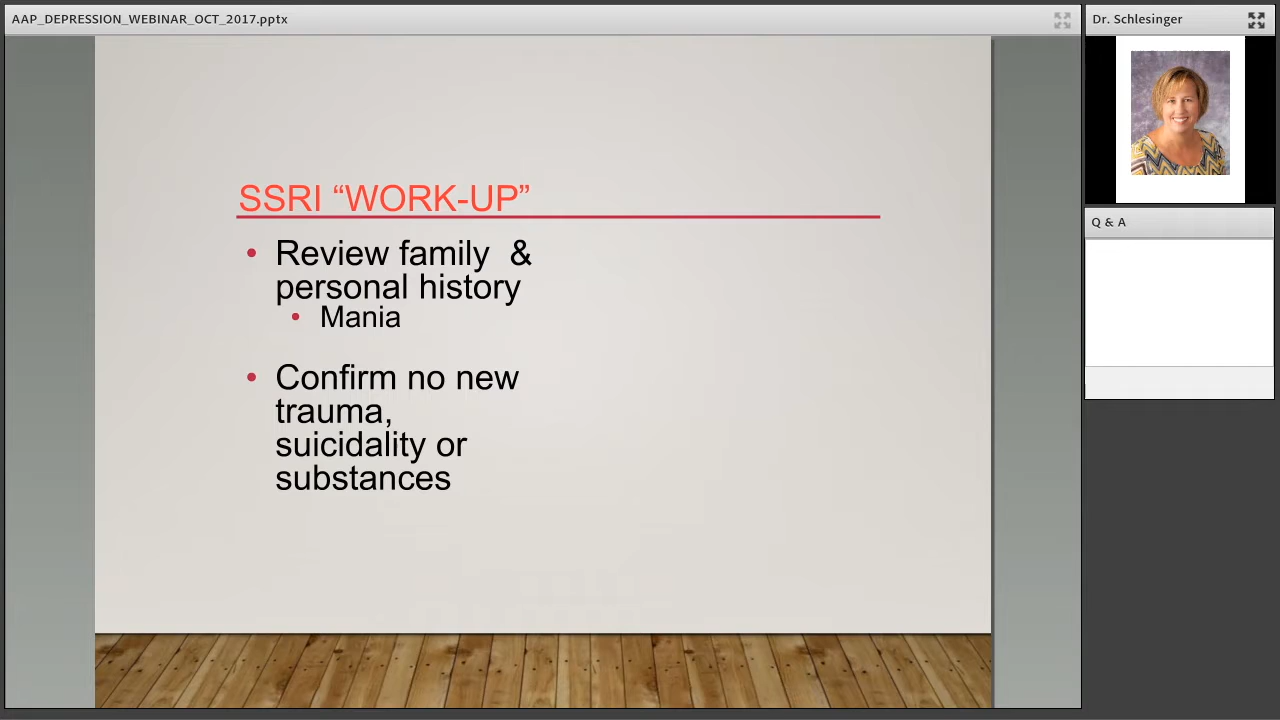 AAP_DEPRESSION_WEBINAR_OCT_2017.pptx
Dr. Schlesinger
Q & A
SSRI “WORK-UP”
• Review family & 
personal history
• Mania
• Confirm no new
trauma,
suicidality or
substances